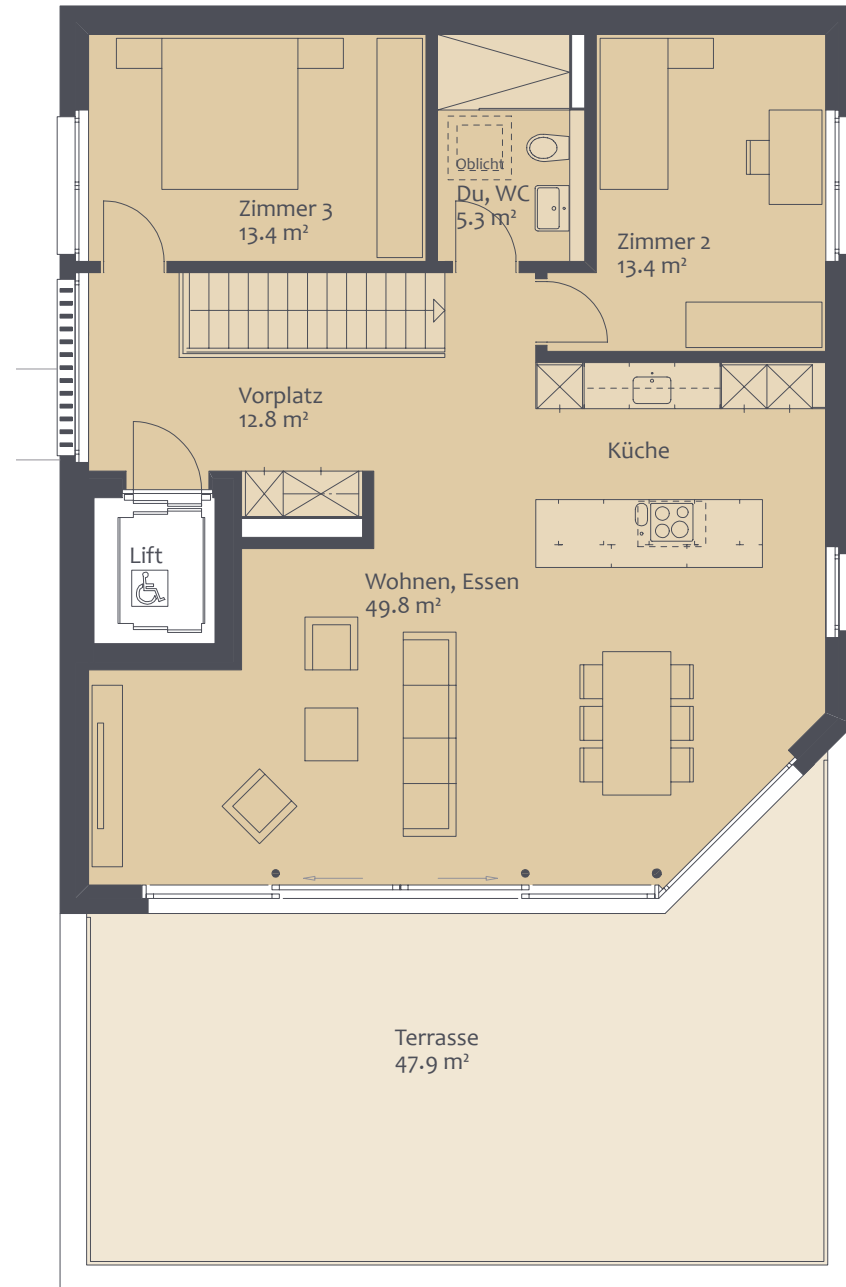 Zimmer 3
13.4 m²
Oblicht
Du, WC
5.3 m²
Zimmer 2
13.4 m²
Vorplatz
12.8 m²
Küche
Lift
Wohnen, Essen
49.8 m²
Terrasse
47.9 m²